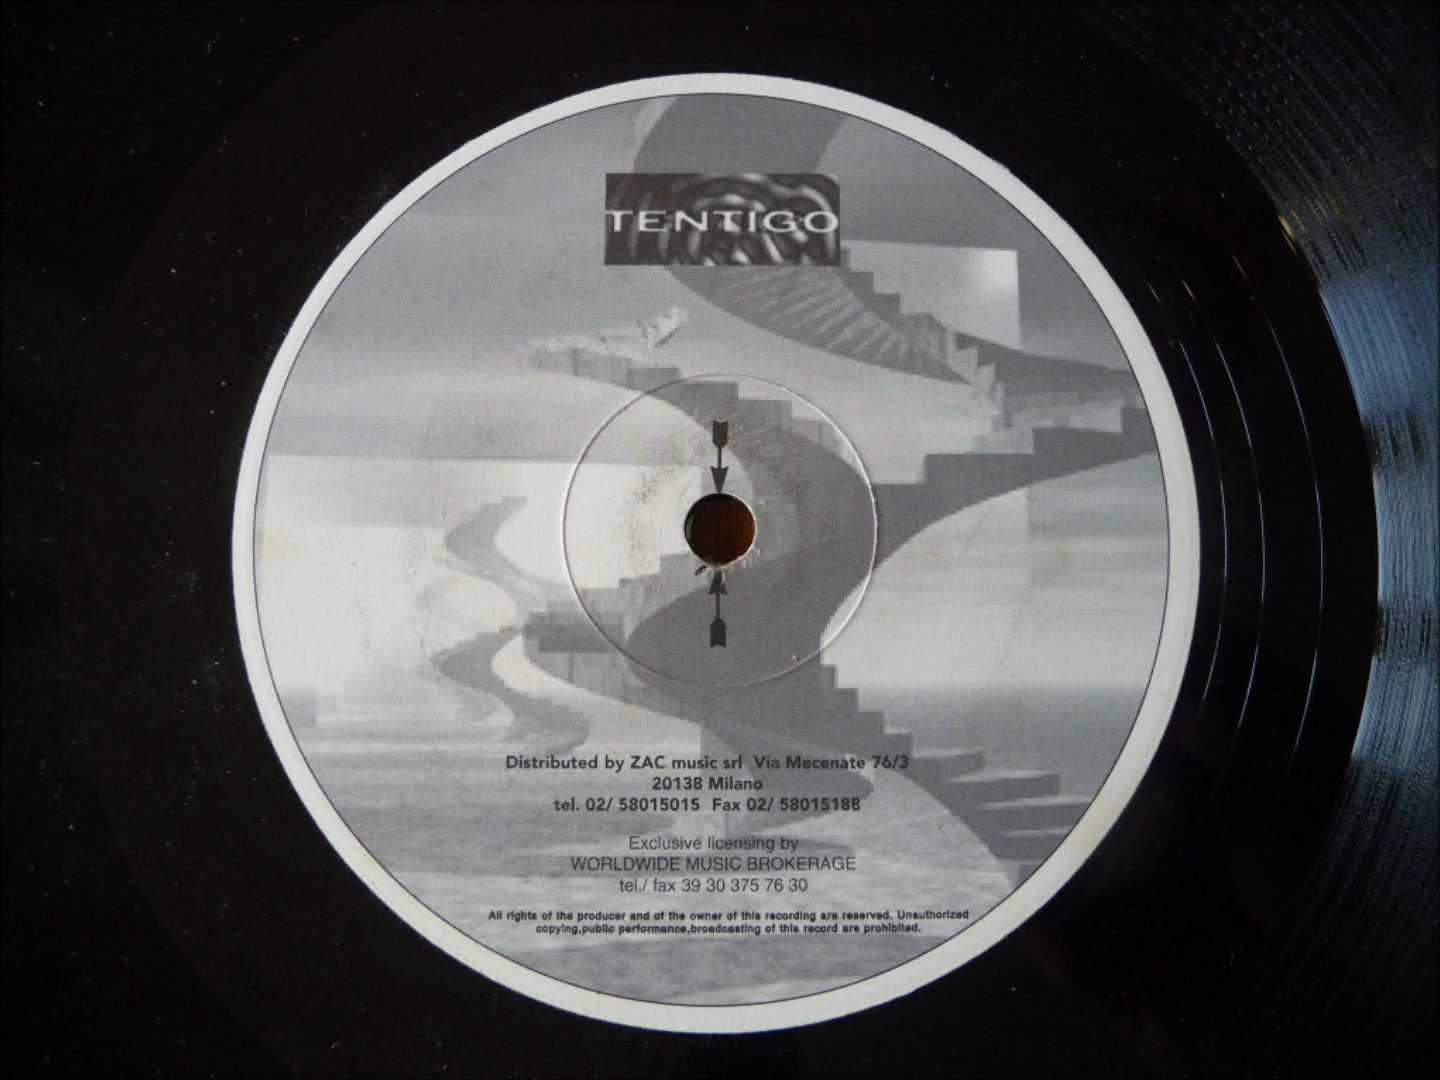 TENTIGO
Distributed by ZAC music srl Via Mecenate 76/3
20138 Milano
tel. 02/ 58015015 Fax 02/ 58015188
Exclusive licensing by
WORLDWIDE MUSIC BROKERAGE
tel./ fax 39 30 375 76 30
All rights of the producer and of the owner of this recording are reserved. Unauthorized
copying,public performance,broadcasting of this record are prohibited.